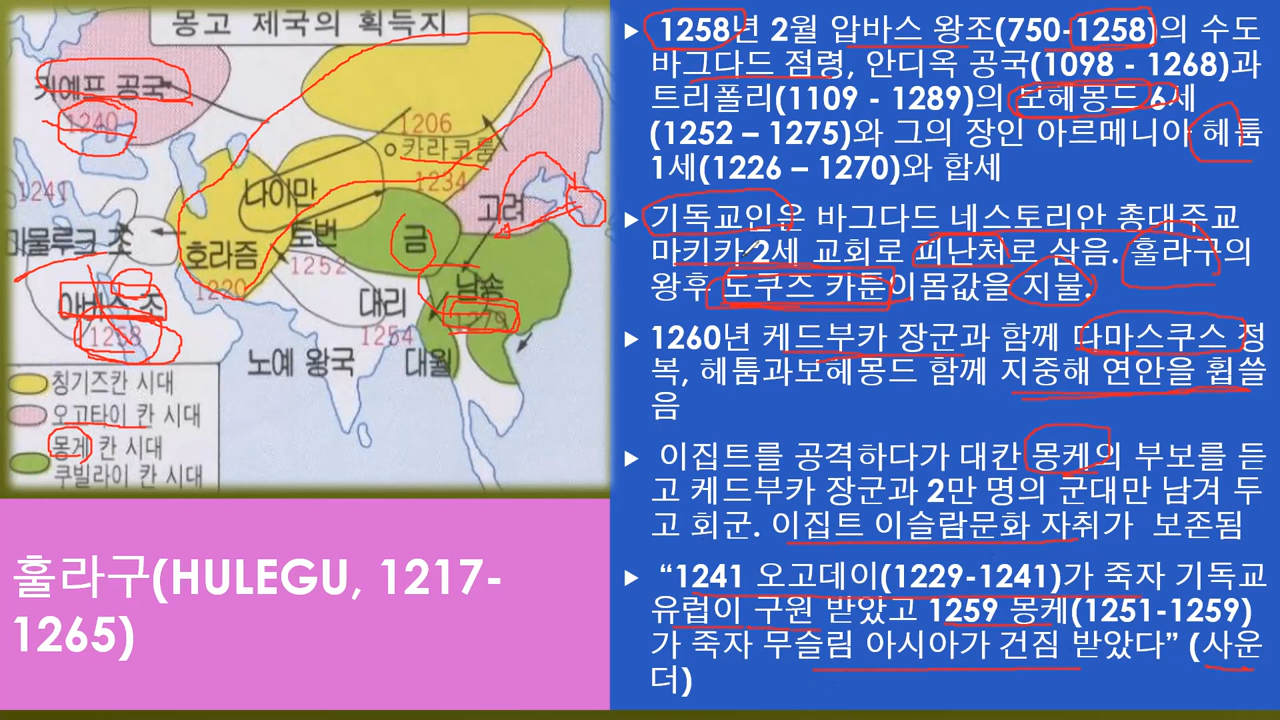 몽고 제국의 획득지
키예프 공국
1240
1206
카라코룸
1241
1234
나이만
고려
마물루크 조
호라즘
토번
금
1252
1220
남송
아바스 조
대리
1279
1258
1254
노예 왕국
대월
칭기즈칸 시대
오고타이 칸 시대
몽게 칸 시대
쿠빌라이 칸 시대
훌라구(HULEGU, 1217-
1265)
▶ 1258년 2월 압바스 왕조(750-1258)의 수도
바그다드 점령, 안디옥 공국(1098 - 1268)과
트리폴리(1109 - 1289)의 보헤몽드 6세
(1252 – 1275)와 그의 장인 아르메니아 헤툼
1세(1226 – 1270)와 합세
▶ 기독교인은 바그다드 네스토리안 총대주교
마키카 2세 교회로 피난처로 삼음. 훌라구의
왕후 도쿠즈 카툰이몸값을 지불.
▶ 1260년 케드부카 장군과 함께 다마스쿠스 정
복, 헤툼과보헤몽드 함께 지중해 연안을 휩쓸
음
▶ 이집트를 공격하다가 대칸 몽케의 부보를 듣
고 케드부카 장군과 2만 명의 군대만 남겨 두
고 회군. 이집트 이슬람문화 자취가 보존됨
▶ “1241 오고데이(1229-1241)가 죽자 기독교
유럽이 구원 받았고 1259 몽케(1251-1259)
가 죽자 무슬림 아시아가 건짐 받았다” (사운
더)